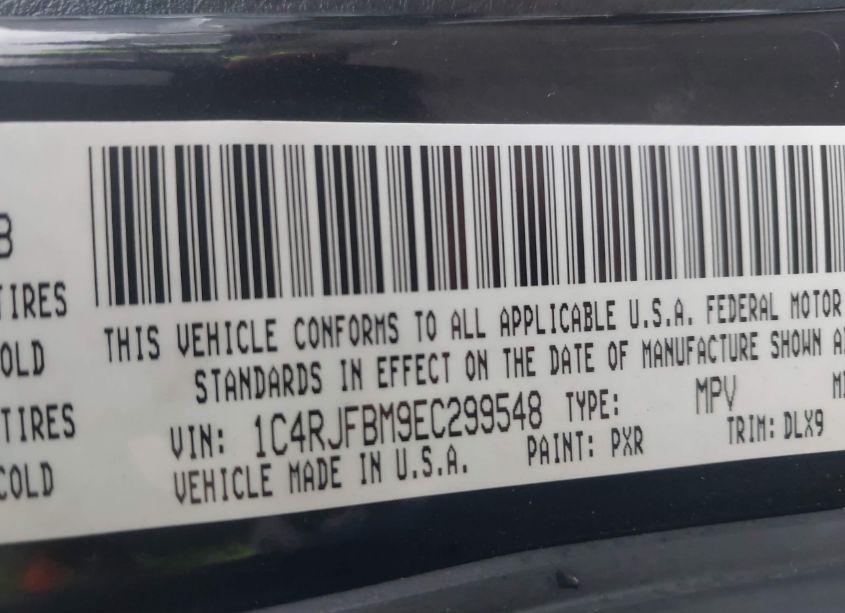 B
TIRES
COLD
TIRES
COLD
THIS VEHICLE CONFORMS TO ALL APPLICABLE U.S.A. FEDERAL MOTOR
STANDARDS IN EFFECT ON THE DATE OF MANUFACTURE SHOWN A
VIN: 1C4RJFBM9EC299548 TYPE: MPV
VEHICLE MADE IN U.S.A. PAINT: PXR TRIM: DLX9